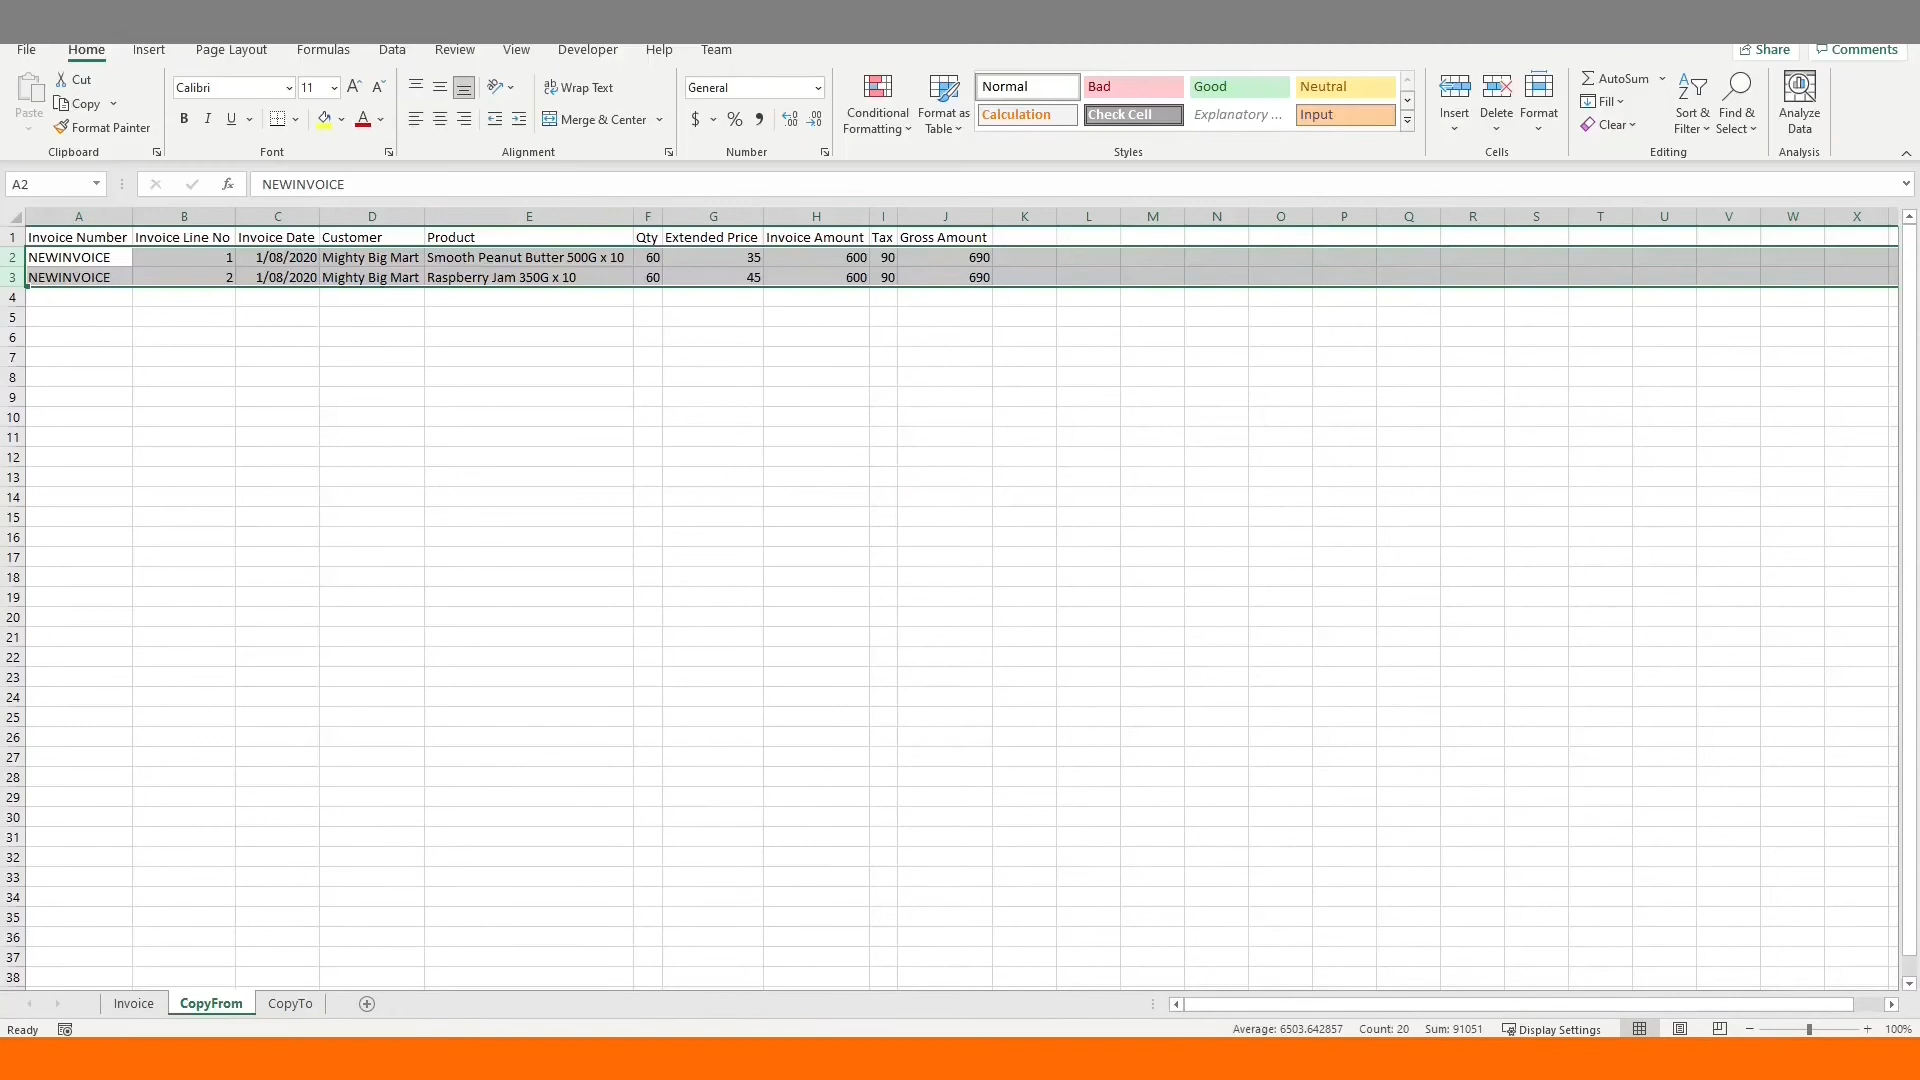 File Home Insert Page Layout Formulas Data Review View Developer Help Team Share Comments
Paste
Cut
Copy
Format Painter
Clipboard
Calibri 11
B I U
Font
Wrap Text
Merge & Center
Alignment
General
$ % ,
Number
Conditional Formatting
Format as Table
Normal Bad Good Neutral
Calculation Check Cell Explanatory ... Input
Styles
Insert Delete Format
Cells
AutoSum
Fill
Clear
Sort & Filter
Find & Select
Editing
Analyze Data
Analysis
A2 fx NEWINVOICE
A B C D E F G H I J K L M N O P Q R S T U V W X
1 Invoice Number Invoice Line No Invoice Date Customer Product Qty Extended Price Invoice Amount Tax Gross Amount
2 NEWINVOICE 1 1/08/2020 Mighty Big Mart Smooth Peanut Butter 500G x 10 60 35 600 90 690
3 NEWINVOICE 2 1/08/2020 Mighty Big Mart Raspberry Jam 350G x 10 60 45 600 90 690
4
5
6
7
8
9
10
11
12
13
14
15
16
17
18
19
20
21
22
23
24
25
26
27
28
29
30
31
32
33
34
35
36
37
38
Invoice CopyFrom CopyTo
Ready Average: 6503.642857 Count: 20 Sum: 91051 Display Settings 100%